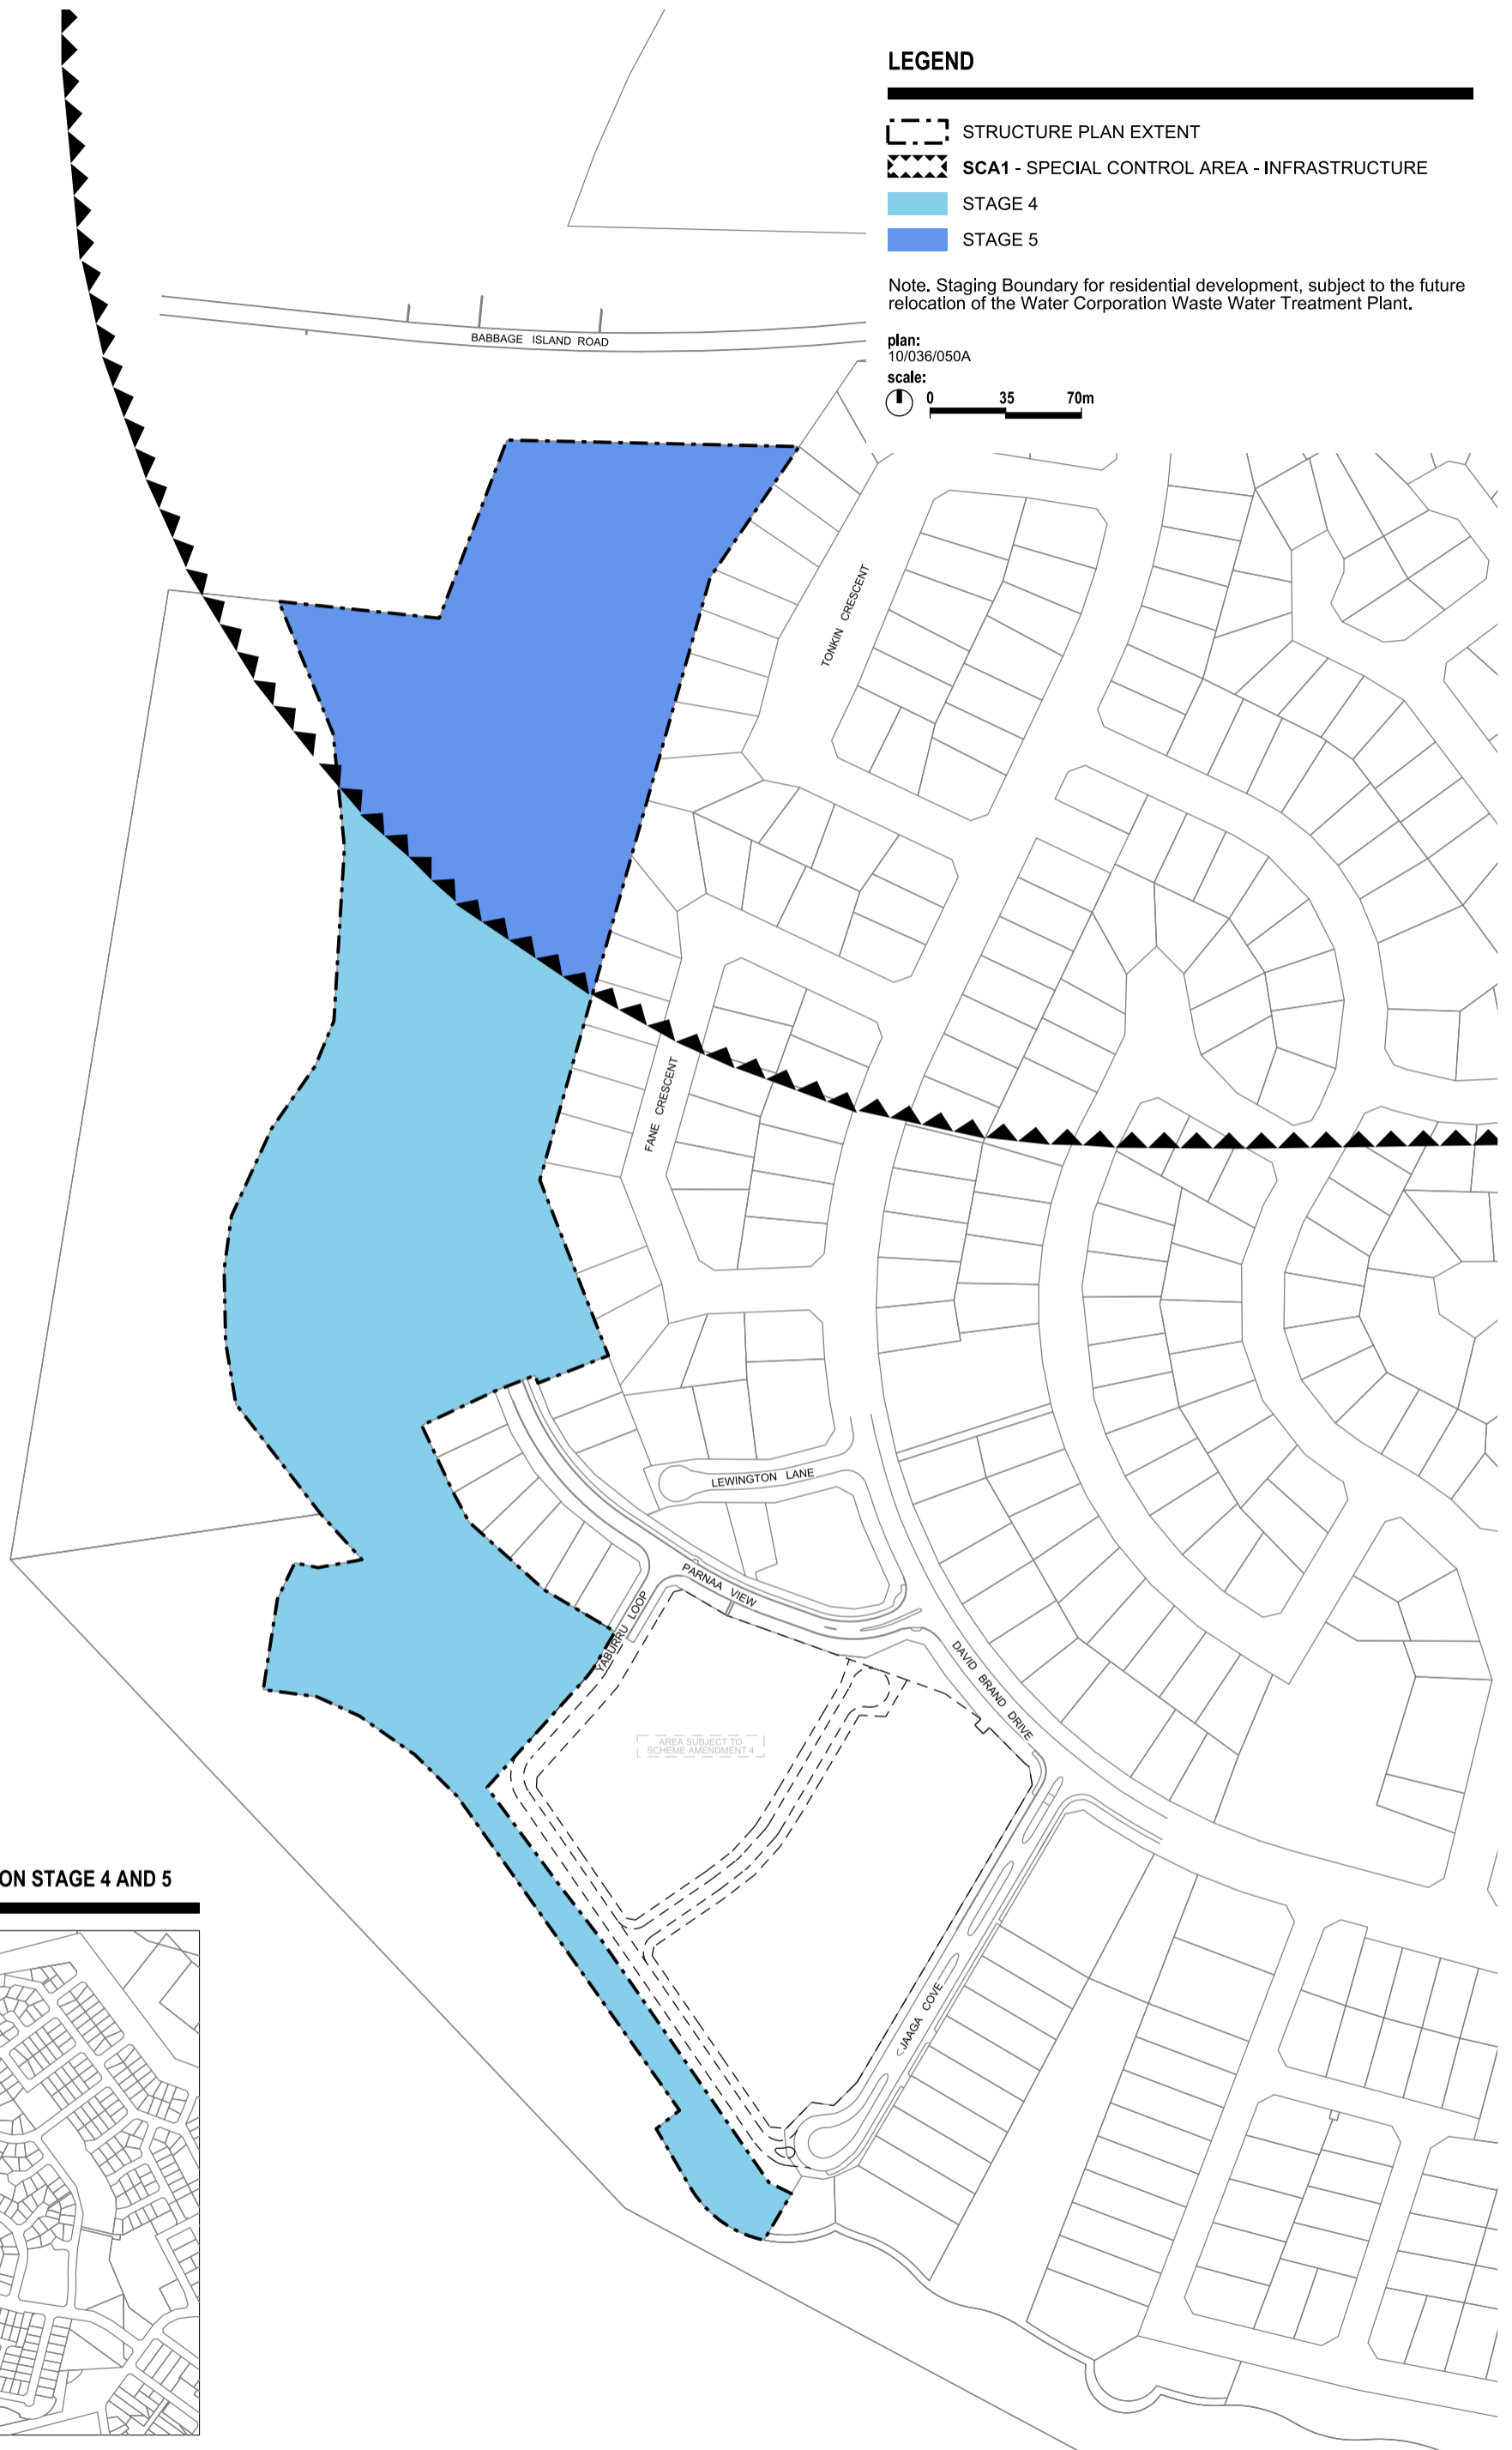 LEGEND
STRUCTURE PLAN EXTENT
SCA1 - SPECIAL CONTROL AREA - INFRASTRUCTURE
STAGE 4
STAGE 5
Note. Staging Boundary for residential development, subject to the future
relocation of the Water Corporation Waste Water Treatment Plant.
plan:
10/036/050A
scale:
0 35 70m
BABBAGE ISLAND ROAD
TONKIN CRESCENT
FANE CRESCENT
LEWINGTON LANE
PARNAA VIEW
YABURRU LOOP
DAVID BRAND DRIVE
AREA SUBJECT TO
SCHEME AMENDMENT 4
JAAGA COVE
ON STAGE 4 AND 5